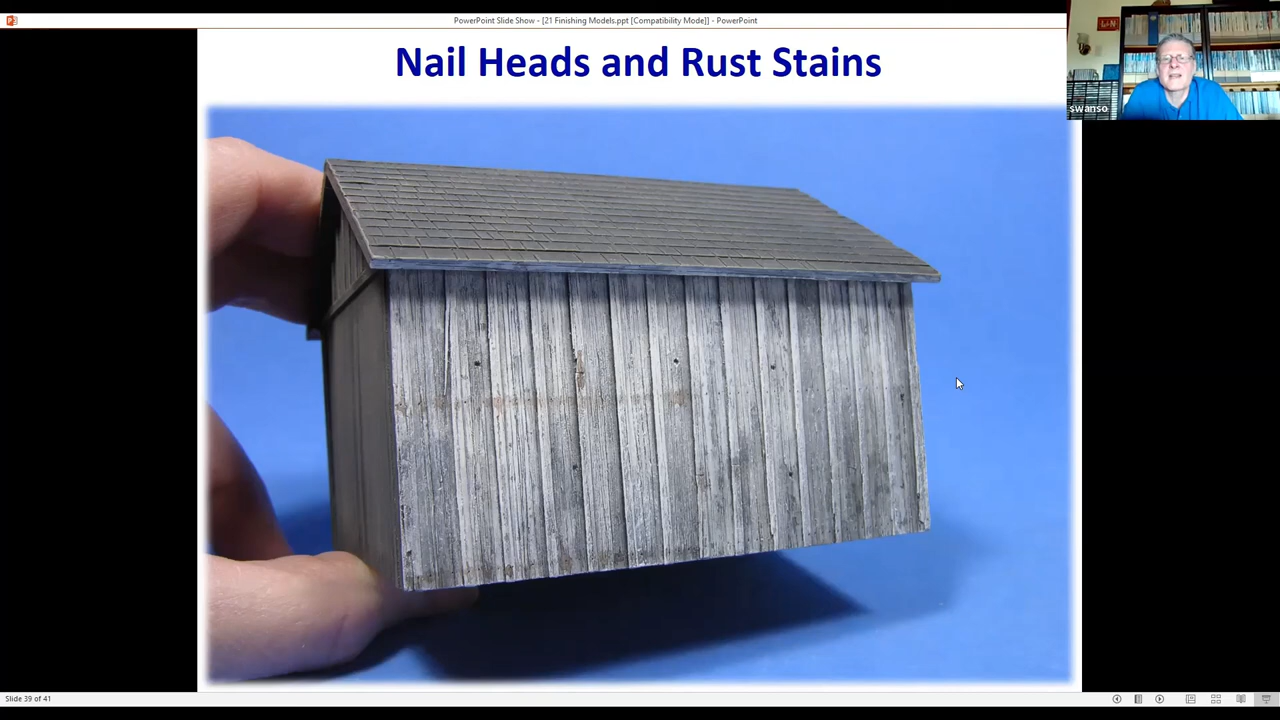 PowerPoint Slide Show - [21 Finishing Models.ppt [Compatibility Mode]] - PowerPoint
Nail Heads and Rust Stains
swanso
Slide 39 of 41